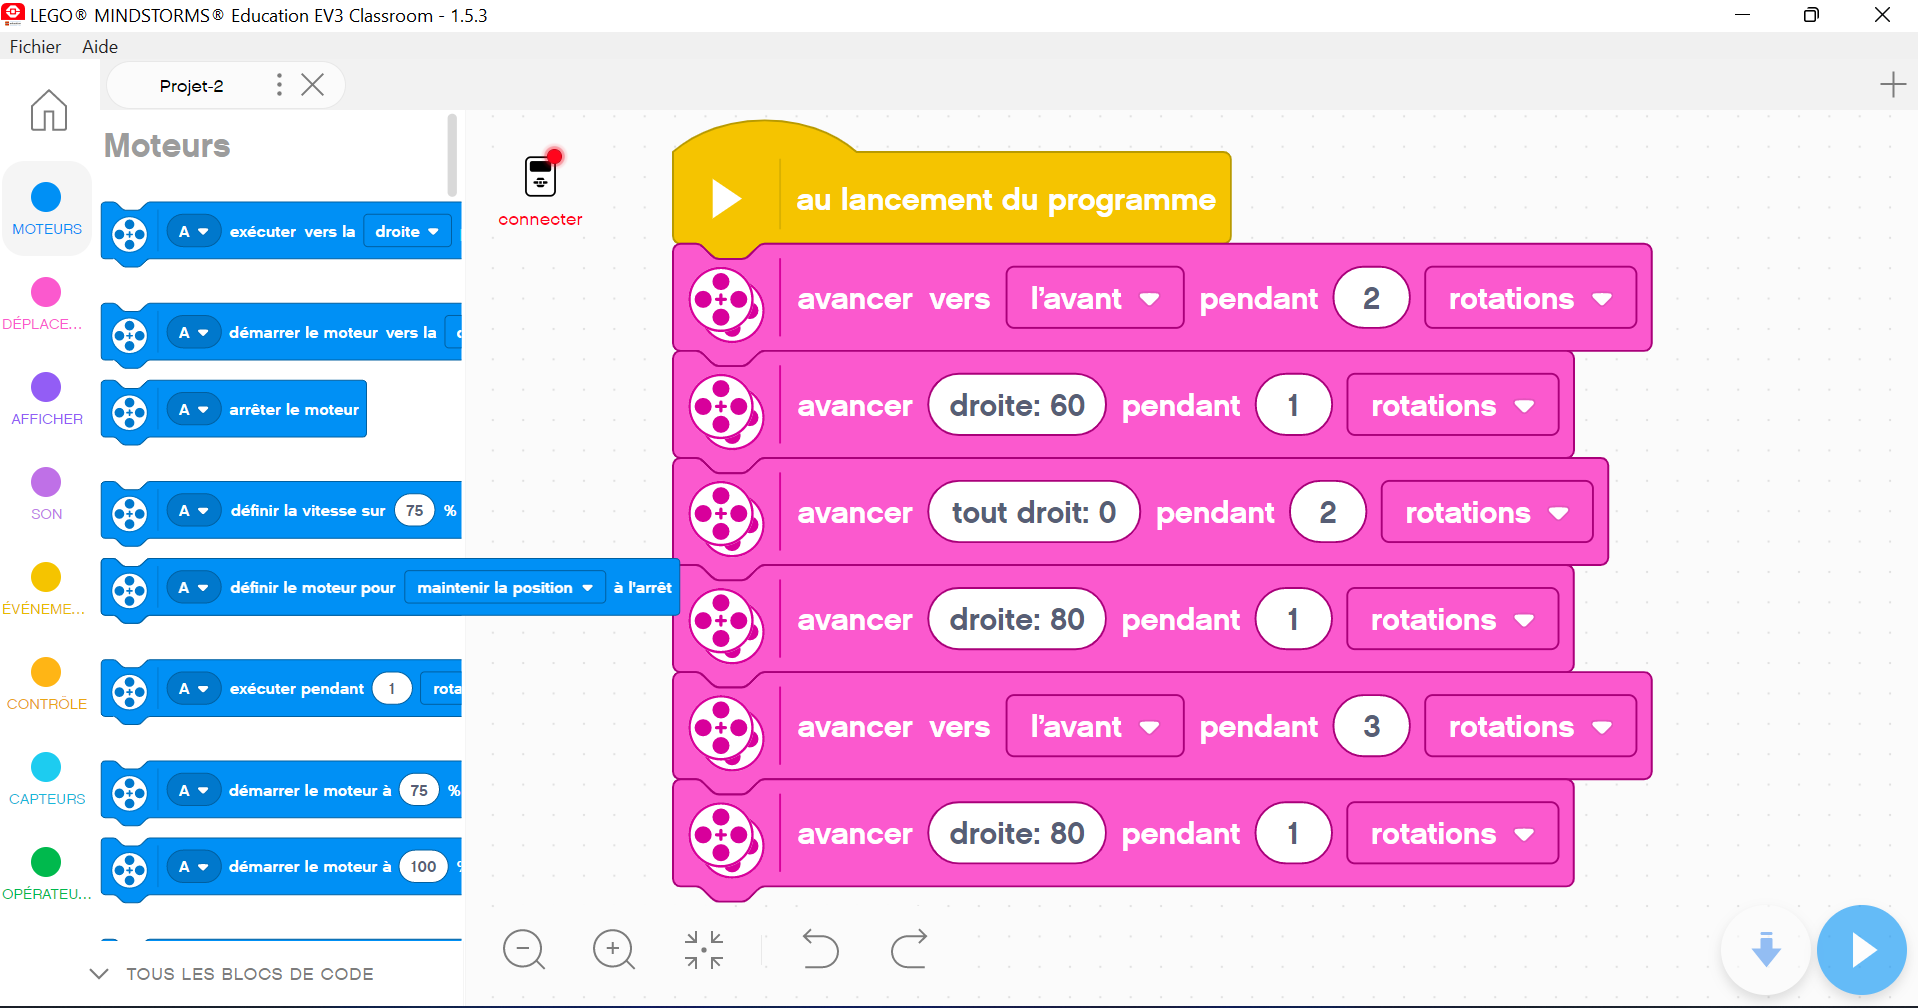 LEGO® MINDSTORMS® Education EV3 Classroom - 1.5.3
Fichier Aide
Projet-2
Moteurs
MOTEURS
DÉPLACE...
AFFICHER
SON
ÉVÉNEME...
CONTRÔLE
CAPTEURS
OPÉRATEU...
A exécuter vers la droite
A démarrer le moteur vers la
A arrêter le moteur
A définir la vitesse sur 75 %
A définir le moteur pour maintenir la position à l'arrêt
A exécuter pendant 1
A démarrer le moteur à 75 %
A démarrer le moteur à 100
TOUS LES BLOCS DE CODE
connecter
au lancement du programme
avancer vers l'avant pendant 2 rotations
avancer droite: 60 pendant 1 rotations
avancer tout droit: 0 pendant 2 rotations
avancer droite: 80 pendant 1 rotations
avancer vers l'avant pendant 3 rotations
avancer droite: 80 pendant 1 rotations